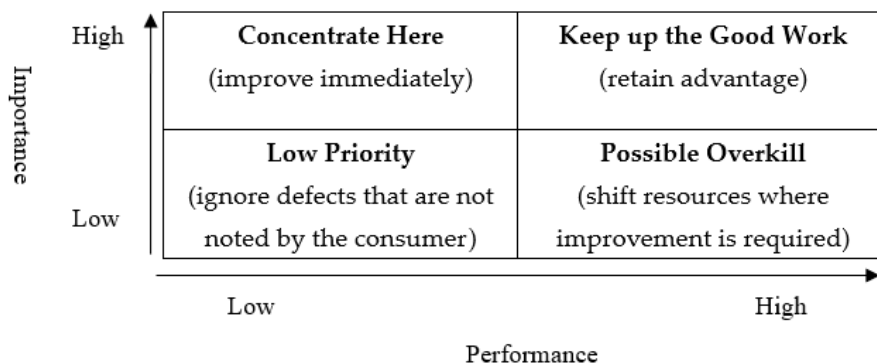 High
Concentrate Here
(improve immediately)
Keep up the Good Work
(retain advantage)
Importance
Low
Low Priority
(ignore defects that are not
noted by the consumer)
Possible Overkill
(shift resources where
improvement is required)
Low
High
Performance